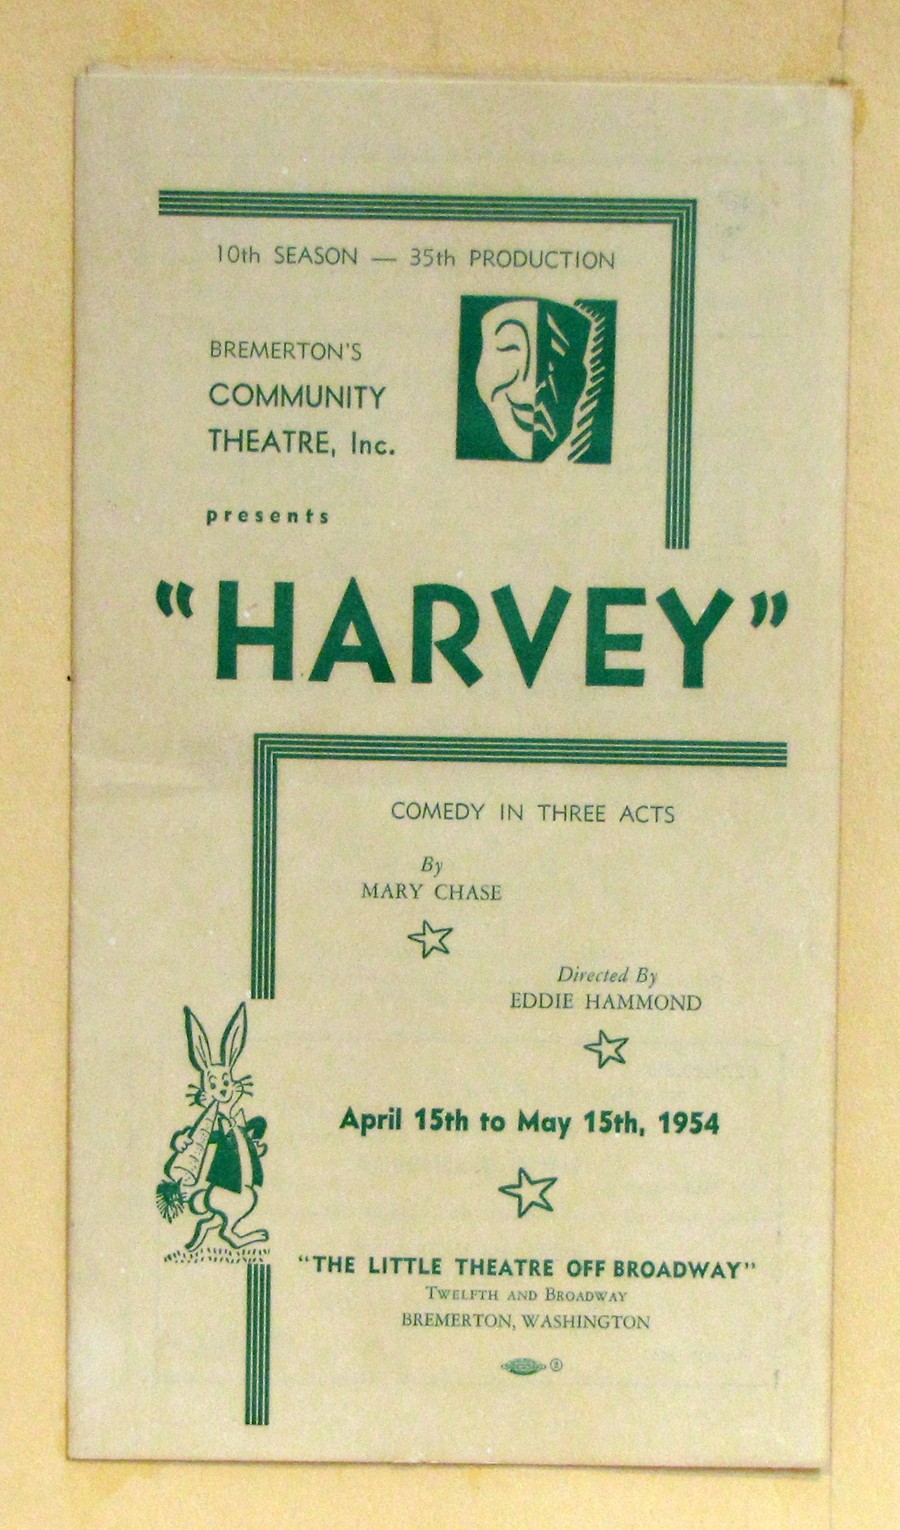 10th SEASON — 35th PRODUCTION
BREMERTON'S
COMMUNITY
THEATRE, Inc.
presents
"HARVEY"
COMEDY IN THREE ACTS
By
MARY CHASE
Directed By
EDDIE HAMMOND
April 15th to May 15th, 1954
"THE LITTLE THEATRE OFF BROADWAY"
TWELFTH AND BROADWAY
BREMERTON, WASHINGTON